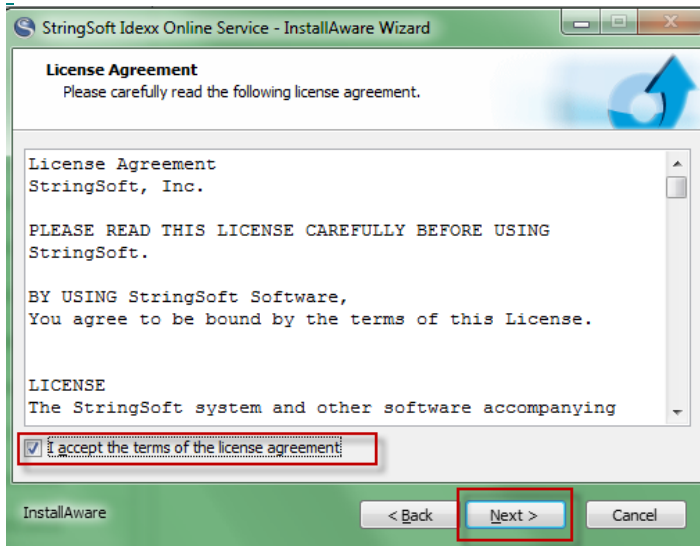 StringSoft Idexx Online Service - InstallAware Wizard
License Agreement
Please carefully read the following license agreement.
License Agreement
StringSoft, Inc.
PLEASE READ THIS LICENSE CAREFULLY BEFORE USING
StringSoft.
BY USING StringSoft Software,
You agree to be bound by the terms of this License.
LICENSE
The StringSoft system and other software accompanying
I accept the terms of the license agreement
InstallAware
< Back
Next >
Cancel